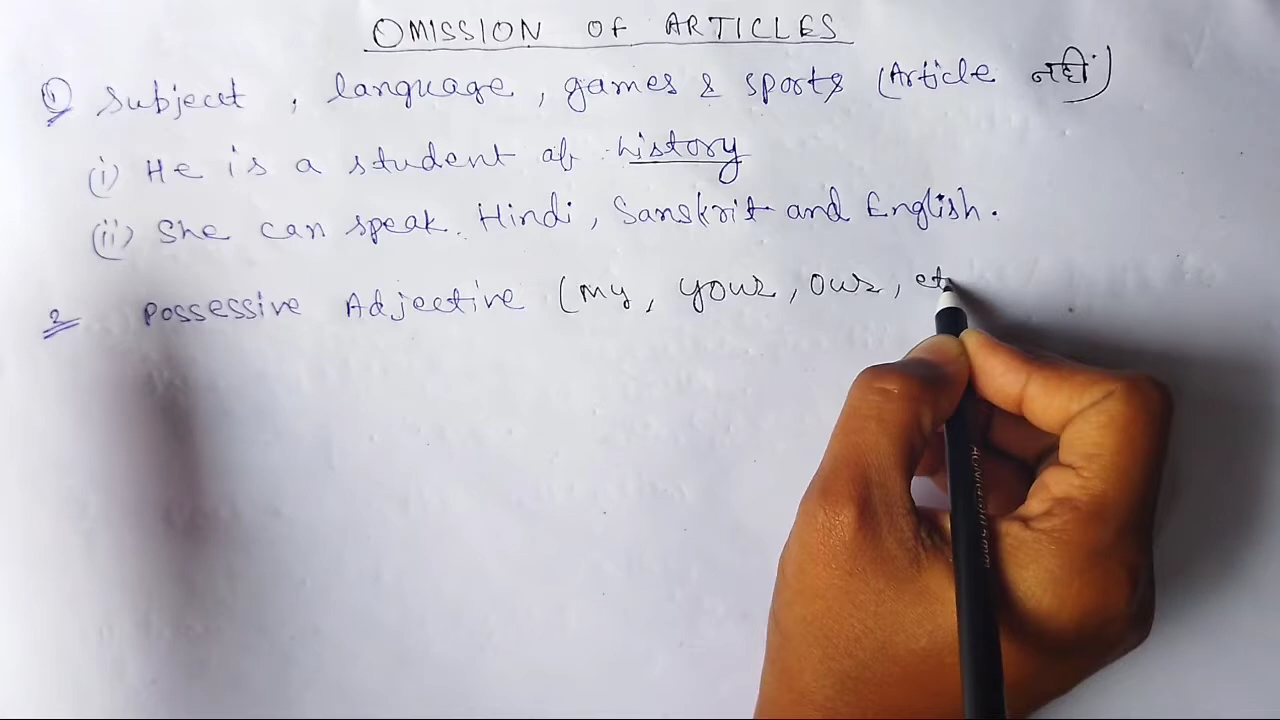 OMISSION OF ARTICLES
① Subject, language, games & sports (Article नहीं)
(i) He is a student of history
(ii) She can speak Hindi, Sanskrit and English.
2 Possessive Adjective (My, your, our, et